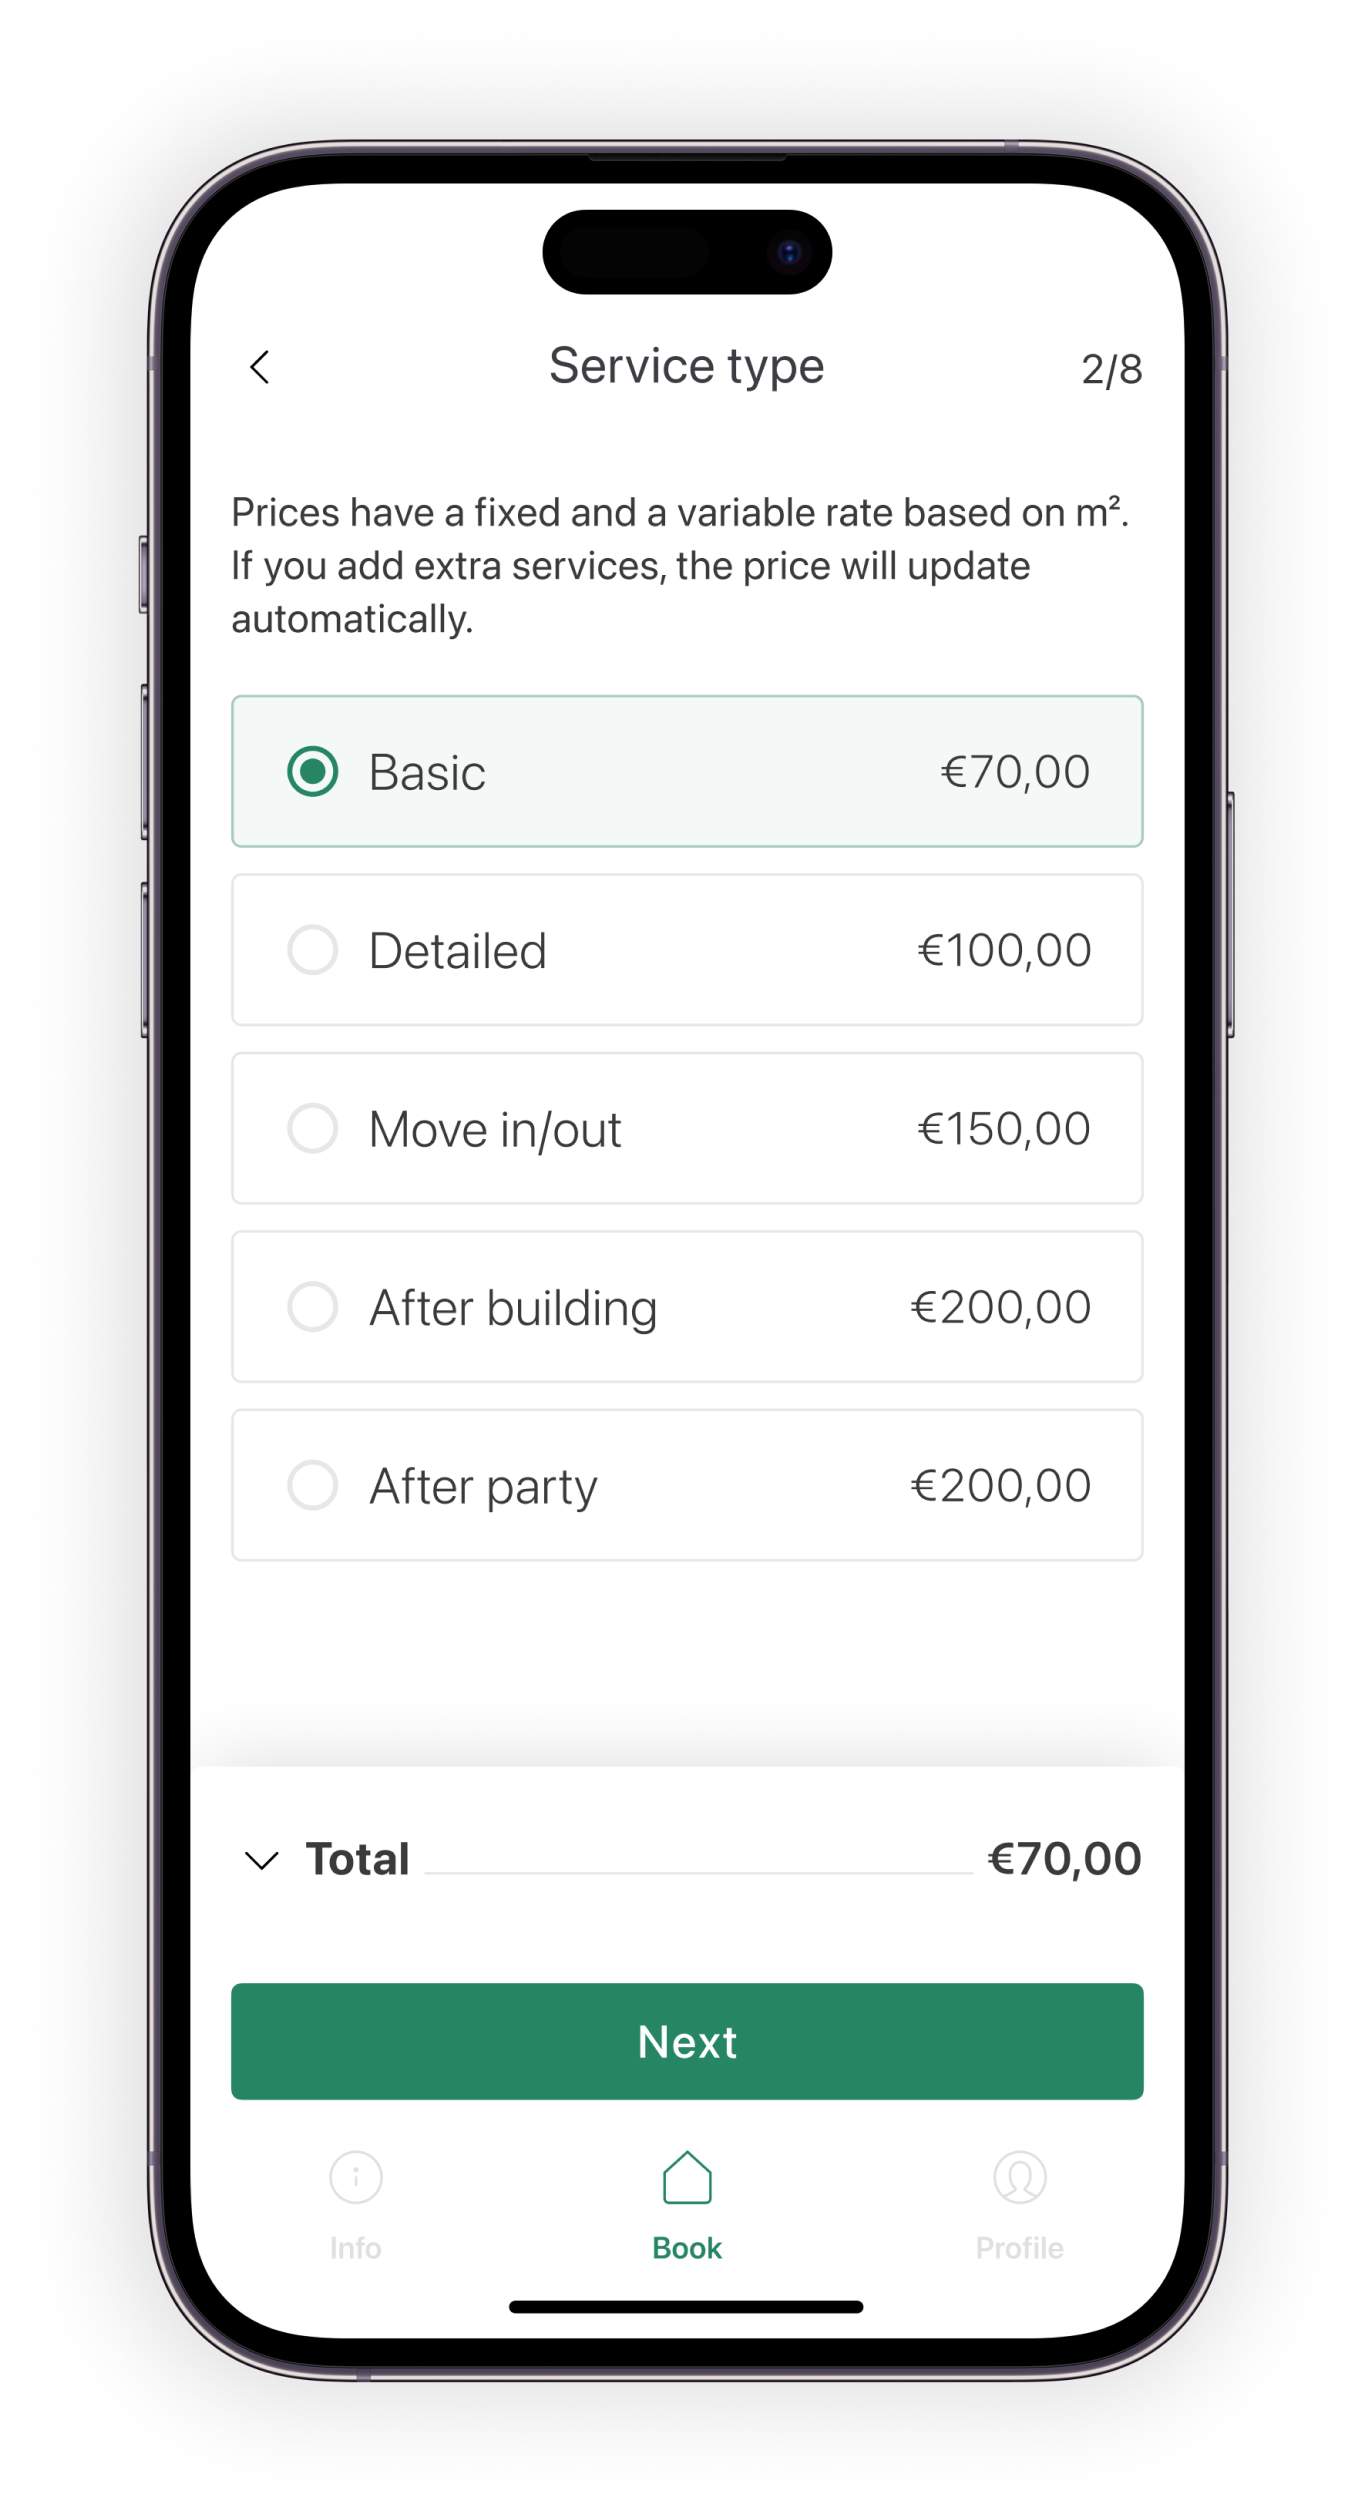 Service type
2/8
Prices have a fixed and a variable rate based on m².
If you add extra services, the price will update
automatically.
Basic €70,00
Detailed €100,00
Move in/out €150,00
After building €200,00
After party €200,00
Total €70,00
Next
Info Book Profile